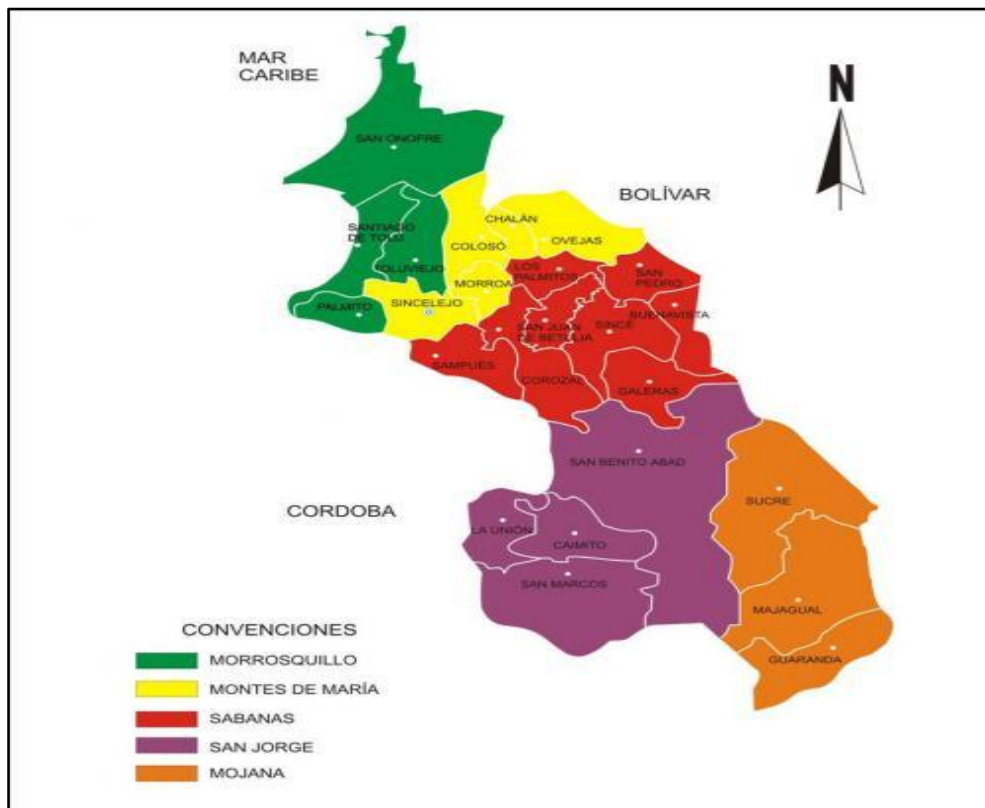 MAR
CARIBE
N
SAN ONOFRE
BOLÍVAR
CHALÁN
SANTIAGO
DE TOLU
COLOSÓ
OVEJAS
TOLUVIEJO
LOS
PALMITOS
SAN
PEDRO
MORROA
SINCELEJO
PALMITO
BUENAVISTA
SAN JUAN
DE BETULIA
SINCÉ
SAMPUÉS
COROZAL
GALERAS
SAN BENITO ABAD
SUCRE
CORDOBA
LA UNIÓN
CAIMITO
SAN MARCOS
MAJAGUAL
GUARANDA
CONVENCIONES
MORROSQUILLO
MONTES DE MARÍA
SABANAS
SAN JORGE
MOJANA